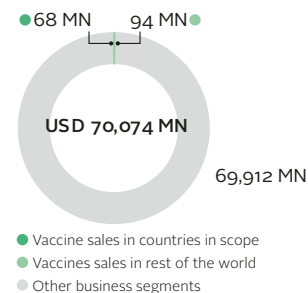 68 MN 94 MN
USD 70,074 MN
69,912 MN
Vaccine sales in countries in scope
Vaccines sales in rest of the world
Other business segments